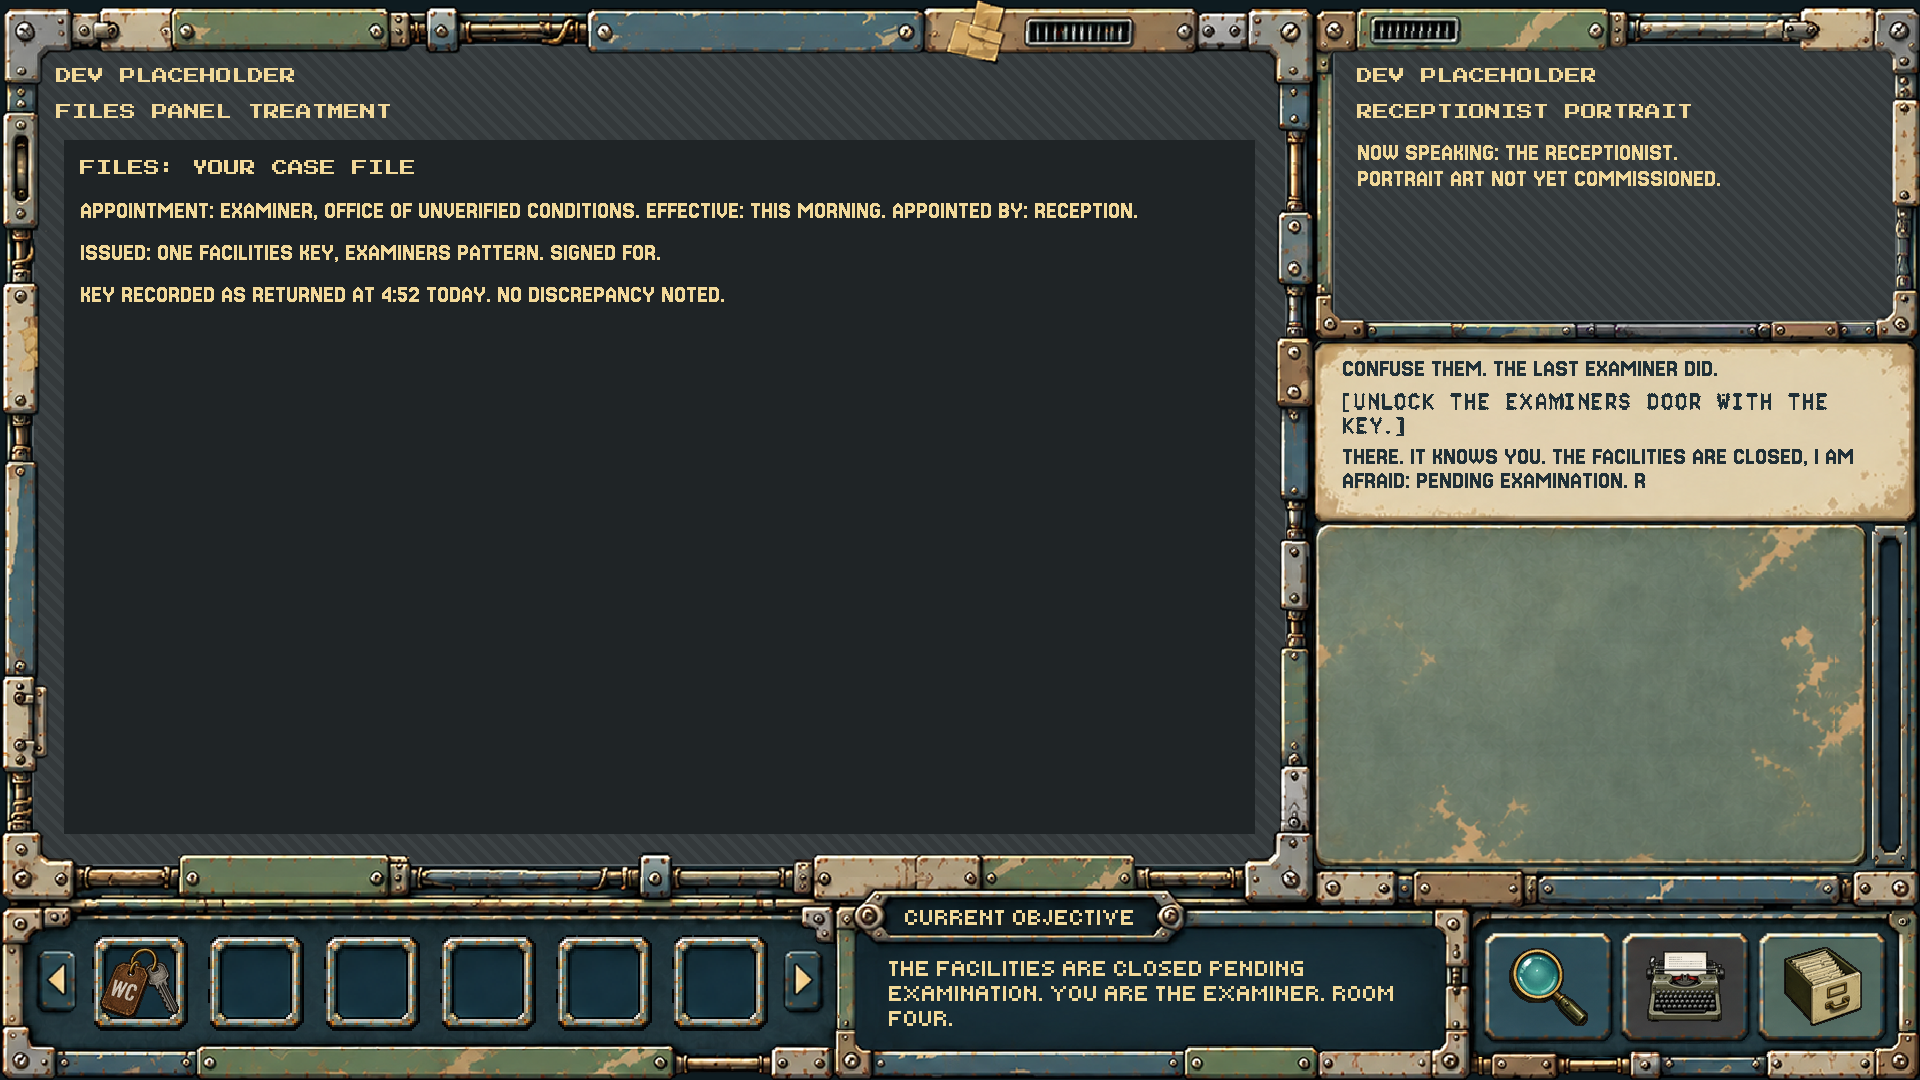 DEV PLACEHOLDER
FILES PANEL TREATMENT
FILES: YOUR CASE FILE
APPOINTMENT: EXAMINER, OFFICE OF UNVERIFIED CONDITIONS. EFFECTIVE: THIS MORNING. APPOINTED BY: RECEPTION.
ISSUED: ONE FACILITIES KEY, EXAMINERS PATTERN. SIGNED FOR.
KEY RECORDED AS RETURNED AT 4:52 TODAY. NO DISCREPANCY NOTED.
DEV PLACEHOLDER
RECEPTIONIST PORTRAIT
NOW SPEAKING: THE RECEPTIONIST.
PORTRAIT ART NOT YET COMMISSIONED.
CONFUSE THEM. THE LAST EXAMINER DID.
[UNLOCK THE EXAMINERS DOOR WITH THE
KEY.]
THERE. IT KNOWS YOU. THE FACILITIES ARE CLOSED, I AM
AFRAID: PENDING EXAMINATION. R
WC
CURRENT OBJECTIVE
THE FACILITIES ARE CLOSED PENDING
EXAMINATION. YOU ARE THE EXAMINER. ROOM
FOUR.